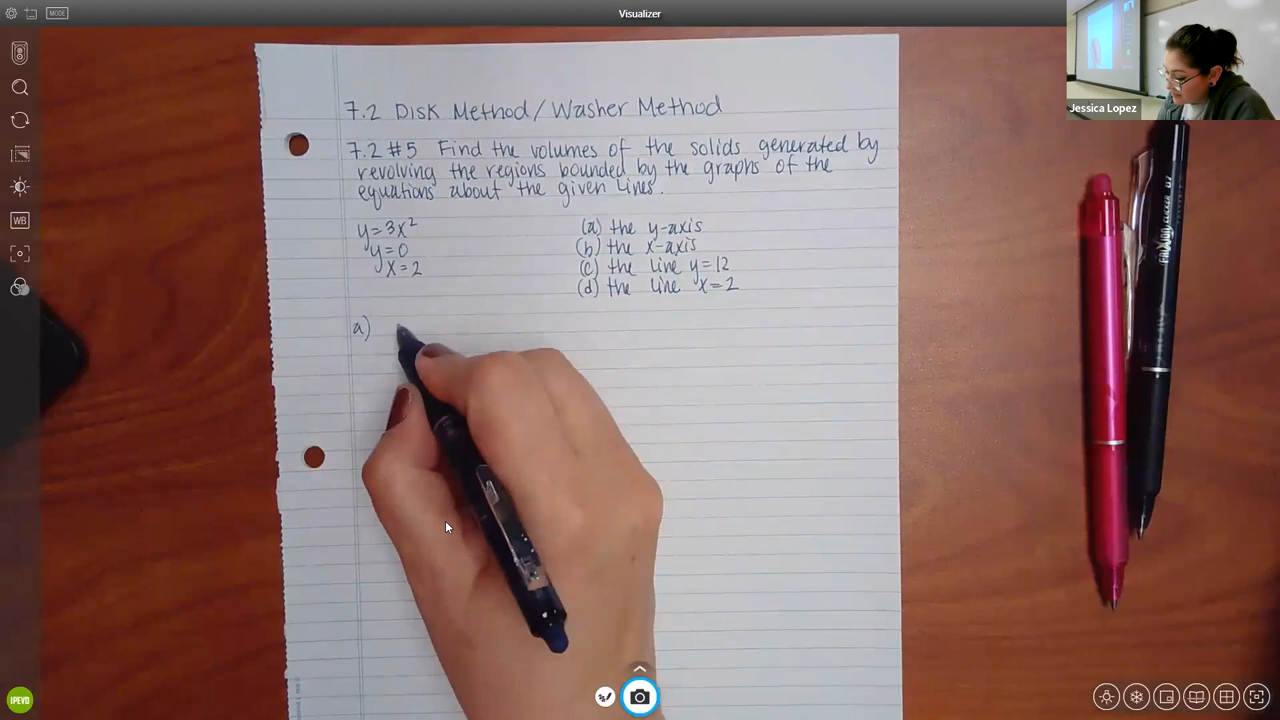 MODE
Visualizer
Jessica Lopez
7.2 Disk Method/Washer Method
7.2 #5 Find the volumes of the solids generated by
revolving the regions bounded by the graphs of the
equations about the given lines.
y=3x²
y=0
x=2
(a) the y-axis
(b) the x-axis
(c) the line y=12
(d) the line x=2
a)
WB
IPEVO